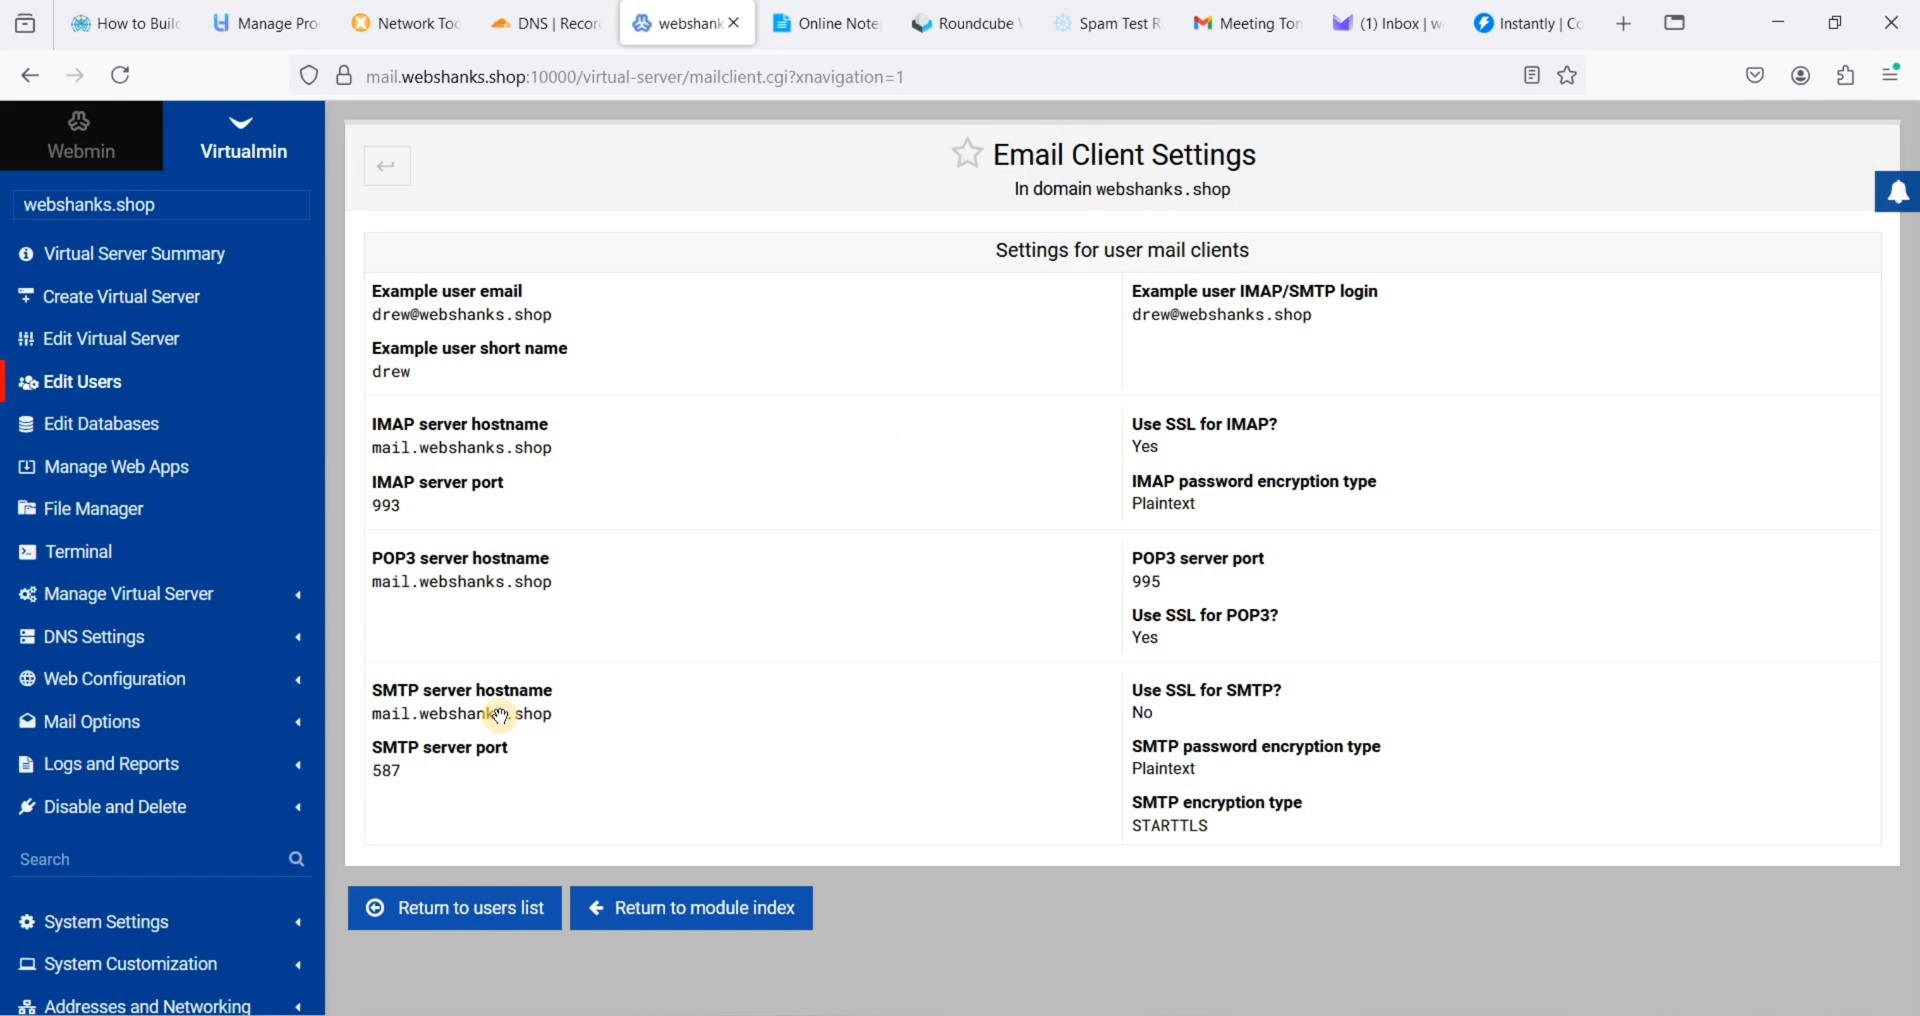 How to Buil
Manage Pro
Network Too
DNS | Recor
webshank
Online Note
Roundcube
Spam Test R
Meeting Ton
(1) Inbox | w
Instantly | Co
mail.webshanks.shop:10000/virtual-server/mailclient.cgi?xnavigation=1
Webmin
Virtualmin
webshanks.shop
Virtual Server Summary
Create Virtual Server
Edit Virtual Server
Edit Users
Edit Databases
Manage Web Apps
File Manager
Terminal
Manage Virtual Server
DNS Settings
Web Configuration
Mail Options
Logs and Reports
Disable and Delete
Search
System Settings
System Customization
Addresses and Networking
Email Client Settings
In domain webshanks.shop
Settings for user mail clients
Example user email
drew@webshanks.shop
Example user IMAP/SMTP login
drew@webshanks.shop
Example user short name
drew
IMAP server hostname
mail.webshanks.shop
Use SSL for IMAP?
Yes
IMAP server port
993
IMAP password encryption type
Plaintext
POP3 server hostname
mail.webshanks.shop
POP3 server port
995
Use SSL for POP3?
Yes
SMTP server hostname
mail.webshanks.shop
Use SSL for SMTP?
No
SMTP server port
587
SMTP password encryption type
Plaintext
SMTP encryption type
STARTTLS
Return to users list
Return to module index